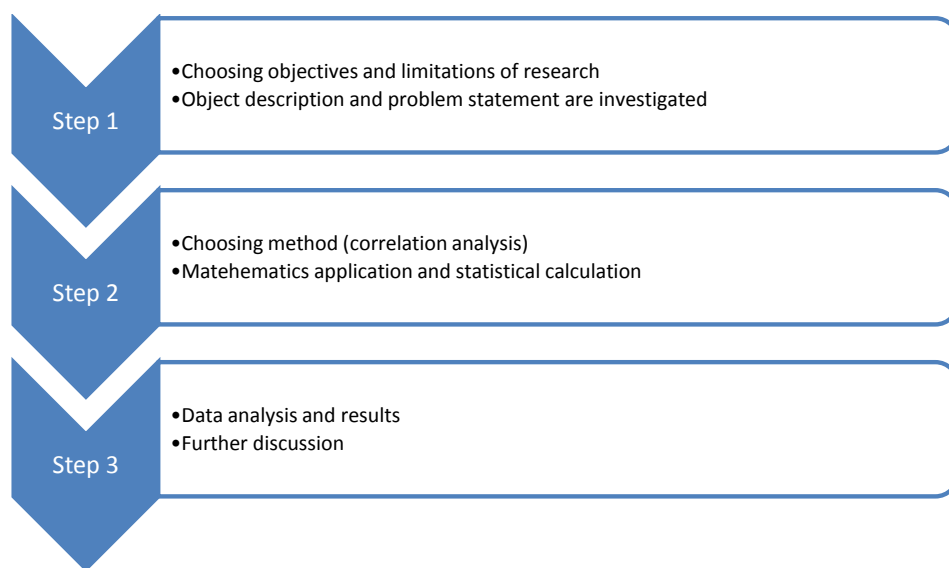 Step 1
•Choosing objectives and limitations of research
•Object description and problem statement are investigated
Step 2
•Choosing method (correlation analysis)
•Matehematics application and statistical calculation
Step 3
•Data analysis and results
•Further discussion